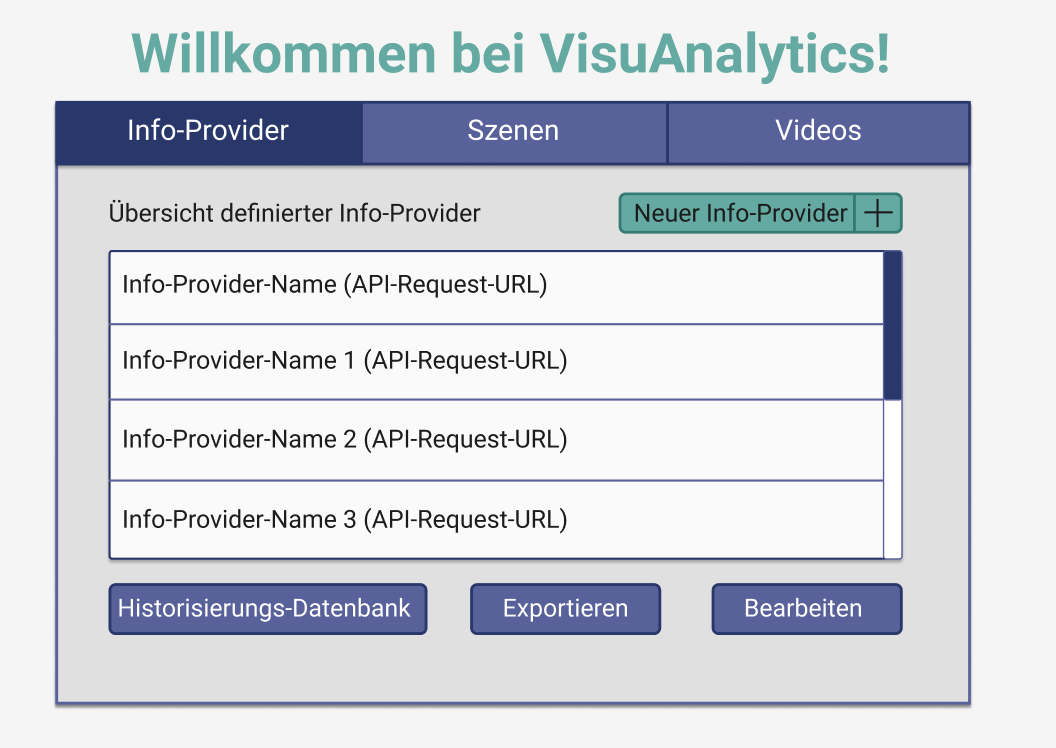 Willkommen bei VisuAnalytics!
Info-Provider
Szenen
Videos
Übersicht definierter Info-Provider
Neuer Info-Provider
Info-Provider-Name (API-Request-URL)
Info-Provider-Name 1 (API-Request-URL)
Info-Provider-Name 2 (API-Request-URL)
Info-Provider-Name 3 (API-Request-URL)
Historisierungs-Datenbank
Exportieren
Bearbeiten